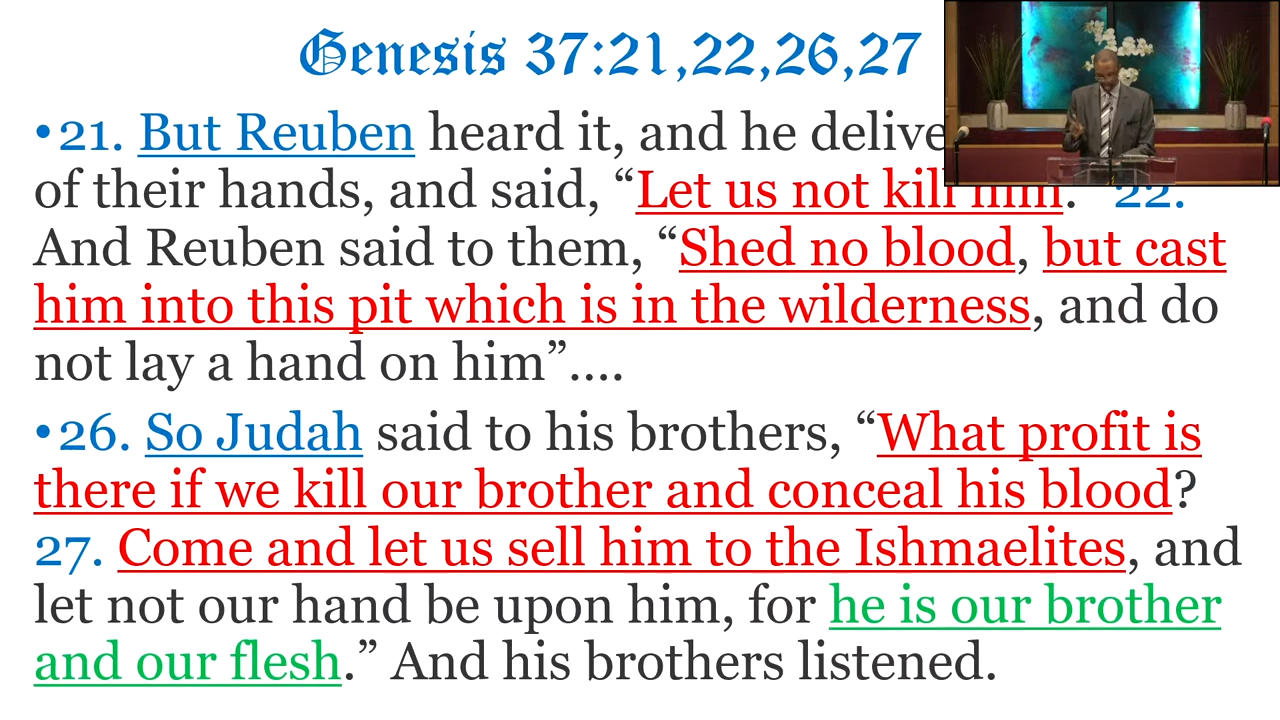 Genesis 37:21,22,26,27
•21. But Reuben heard it, and he delive
of their hands, and said, “Let us not kill him.” 22.
And Reuben said to them, “Shed no blood, but cast
him into this pit which is in the wilderness, and do
not lay a hand on him”….
•26. So Judah said to his brothers, “What profit is
there if we kill our brother and conceal his blood?
27. Come and let us sell him to the Ishmaelites, and
let not our hand be upon him, for he is our brother
and our flesh.” And his brothers listened.